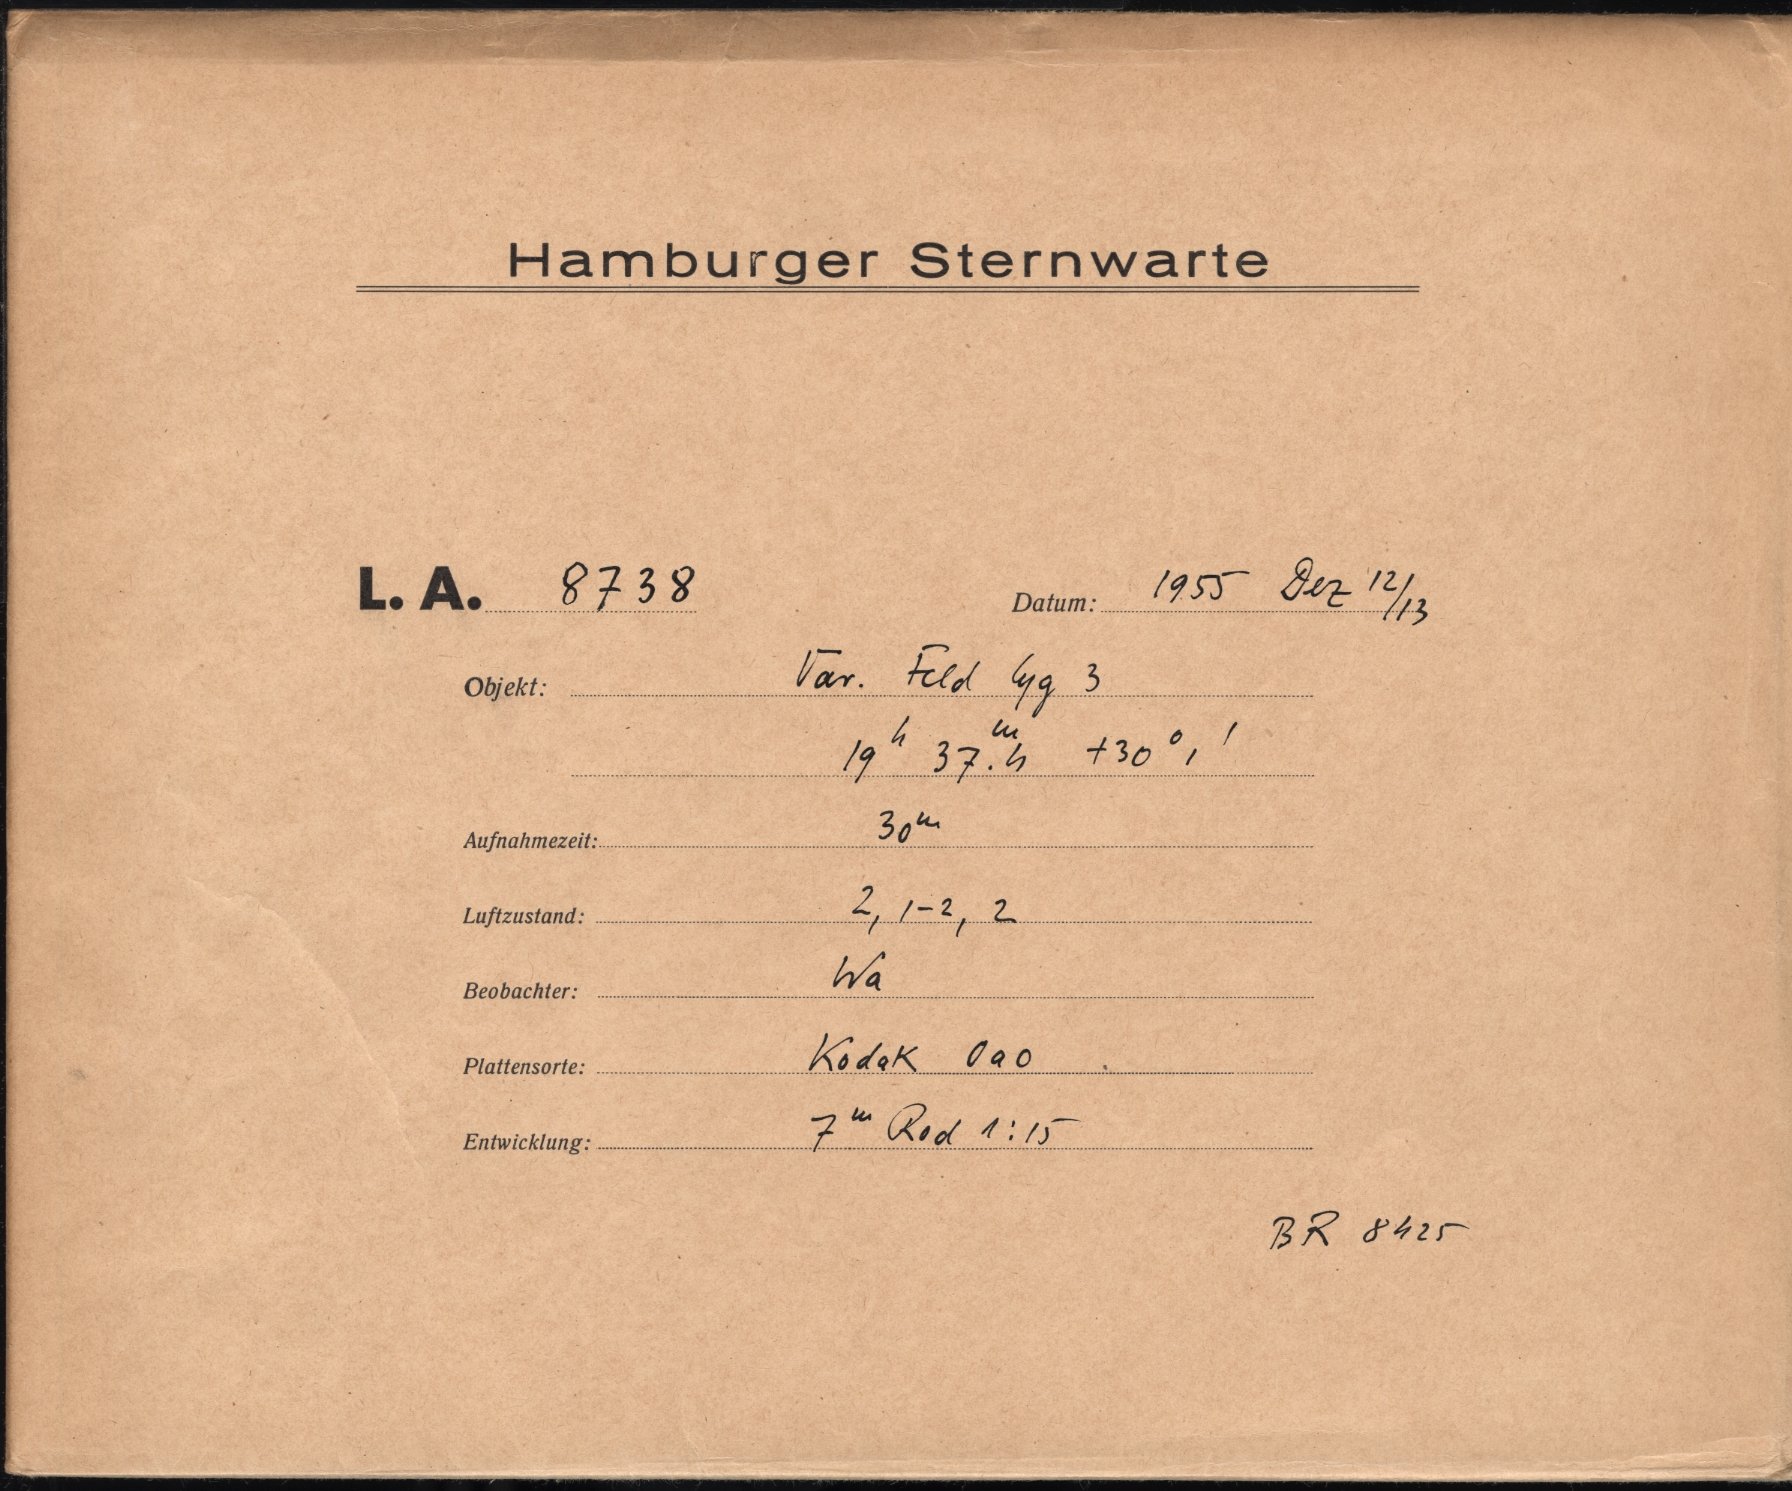 Hamburger Sternwarte
L. A. 8738 Datum: 1955 Dez 12/13
Objekt: Var. Feld Cyg 3
19h 37.4m +30° 1'
Aufnahmezeit: 30m
Luftzustand: 2, 1-2, 2
Beobachter: Wa
Plattensorte: Kodak OaO
Entwicklung: 7m Rod 1:15
BR 8425